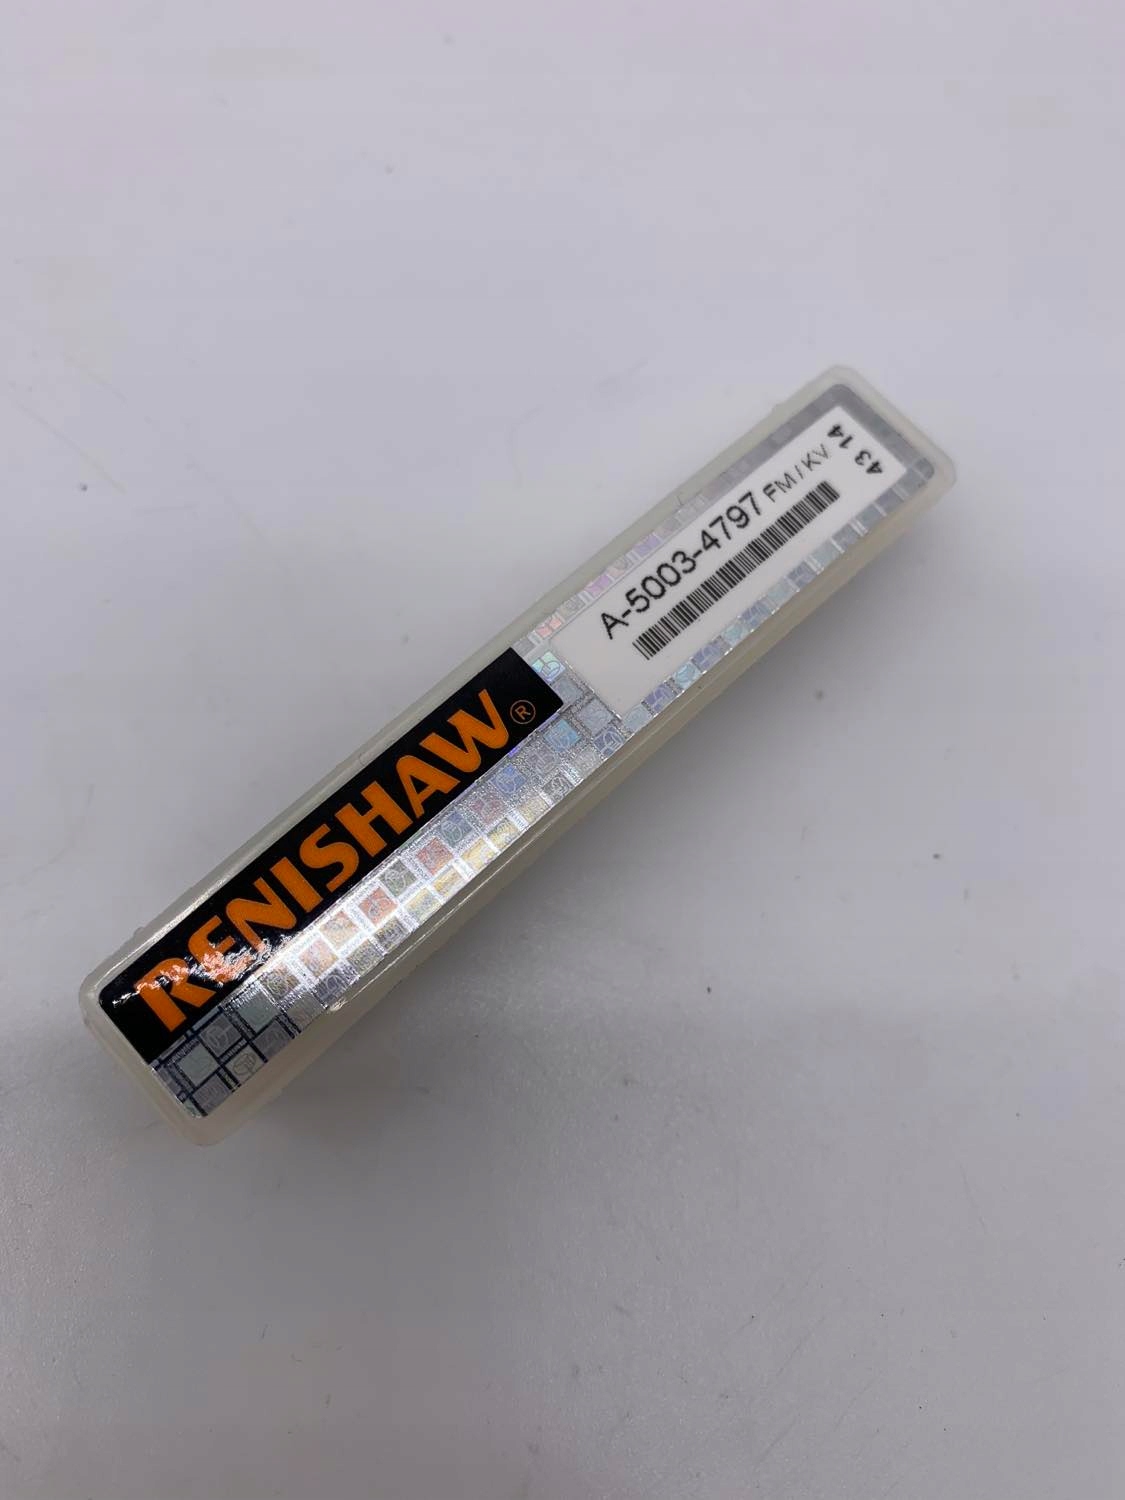 RENISHAW®
A-5003-4797 FM/KV
43 14